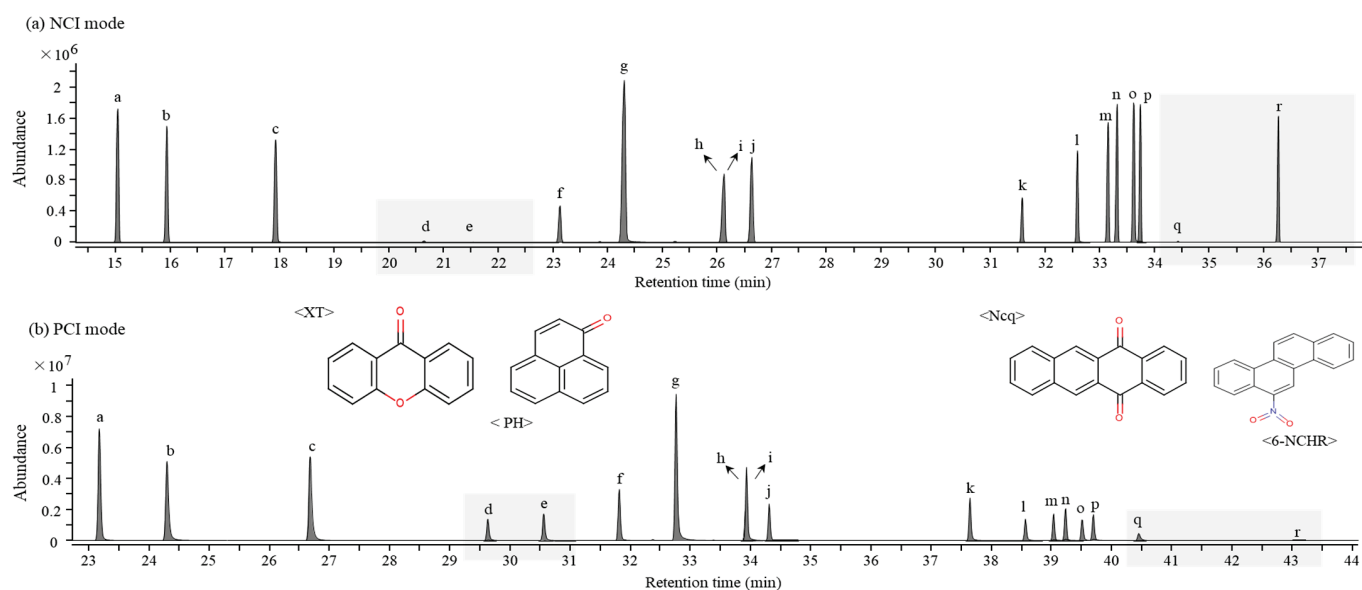 (a) NCI mode
×10⁶
g
2
a
b
o
n
p
r
1.6
c
m
h
i
j
l
1.2
0.8
f
k
0.4
d
e
q
0
Abundance
15 16 17 18 19 20 21 22 23 24 25 26 27 28 29 30 31 32 33 34 35 36 37
Retention time (min)
(b) PCI mode
<XT>
O
O
O
< PH>
<Ncq>
O
O
N
O
O
<6-NCHR>
×10⁷
g
1
a
0.8
b
c
h
i
0.6
f
j
k
0.4
d
e
l
m
n
o
p
0.2
q
r
0
Abundance
23 24 25 26 27 28 29 30 31 32 33 34 35 36 37 38 39 40 41 42 43 44
Retention time (min)